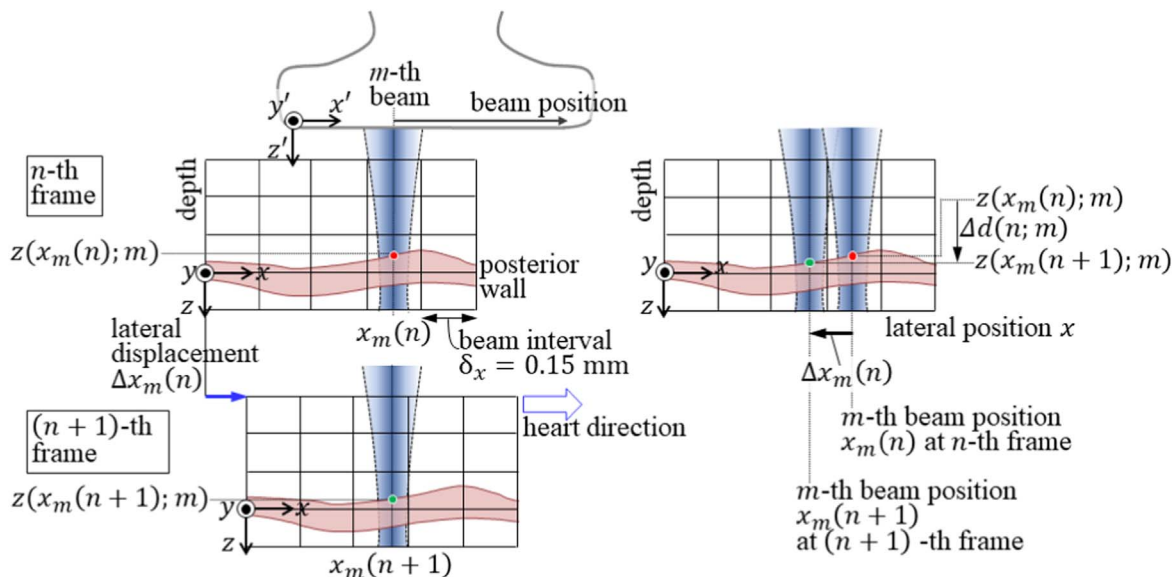 m-th
beam
beam position
y′
x′
z′
n-th
frame
depth
z(x_m(n); m)
y
x
z
posterior
wall
x_m(n)
beam interval
δ_x = 0.15 mm
lateral
displacement
Δx_m(n)
heart direction
(n + 1)-th
frame
z(x_m(n + 1); m)
y
x
z
x_m(n + 1)
depth
z(x_m(n); m)
Δd(n; m)
z(x_m(n + 1); m)
y
x
z
lateral position x
Δx_m(n)
m-th beam position
x_m(n) at n-th frame
m-th beam position
x_m(n + 1)
at (n + 1) -th frame